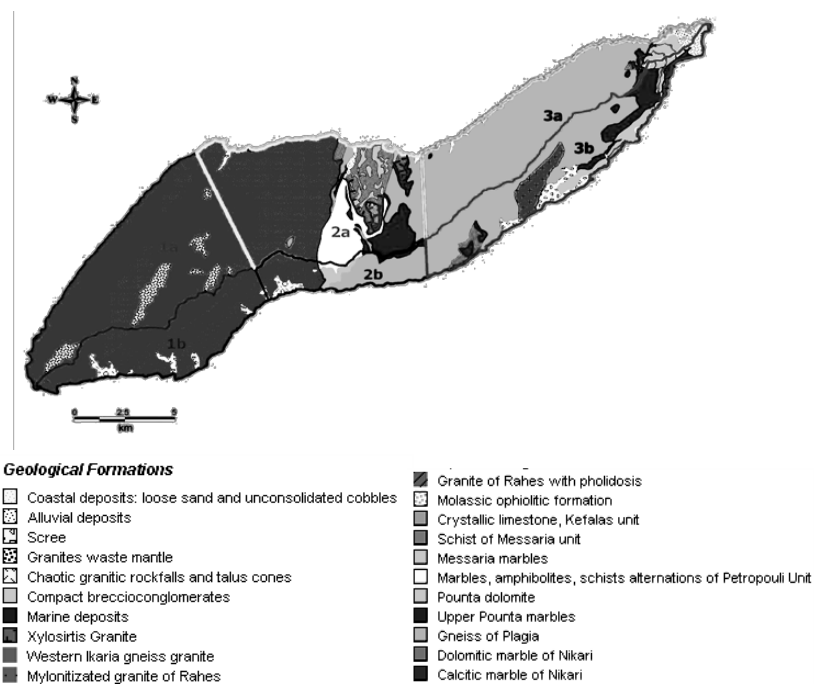 N
W E
S
3a
3b
2a
2b
1b
0 2.5 5
km
Geological Formations
Coastal deposits: loose sand and unconsolidated cobbles
Alluvial deposits
Scree
Granites waste mantle
Chaotic granitic rockfalls and talus cones
Compact breccioconglomerates
Marine deposits
Xylosirtis Granite
Western Ikaria gneiss granite
Mylonitizated granite of Rahes
Granite of Rahes with pholidosis
Molassic ophiolitic formation
Crystallic limestone, Kefalas unit
Schist of Messaria unit
Messaria marbles
Marbles, amphibolites, schists alternations of Petropouli Unit
Pounta dolomite
Upper Pounta marbles
Gneiss of Plagia
Dolomitic marble of Nikari
Calcitic marble of Nikari